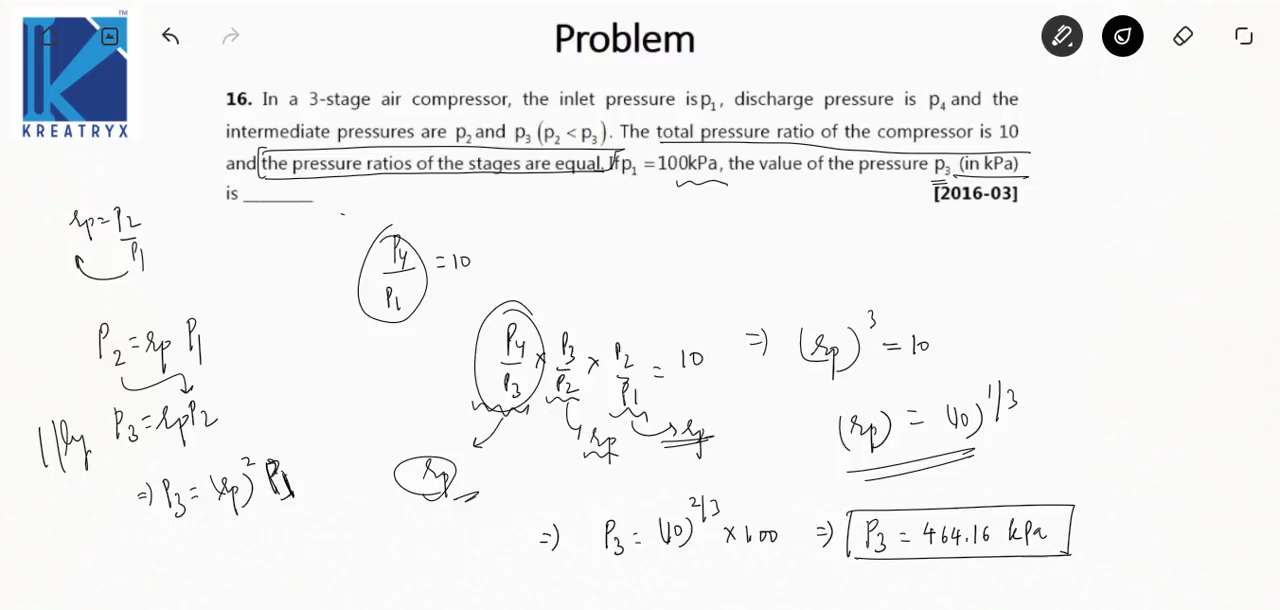 TM
KREATRYX
Problem
16. In a 3-stage air compressor, the inlet pressure is p₁, discharge pressure is p₄ and the
intermediate pressures are p₂ and p₃ (p₂ < p₃). The total pressure ratio of the compressor is 10
and the pressure ratios of the stages are equal. If p₁ = 100kPa, the value of the pressure p₃ (in kPa)
is ________ [2016-03]
rp = P2/P1
P4/P1 = 10
P2 = rp P1
P4/P3 × P3/P2 × P2/P1 = 10 => (rp)^3 = 10
rp rp rp
(rp) = (10)^1/3
|||ly P3 = rp P2
=> P3 = (rp)^2 P1
=> P3 = (10)^2/3 × 100 => P3 = 464.16 kPa